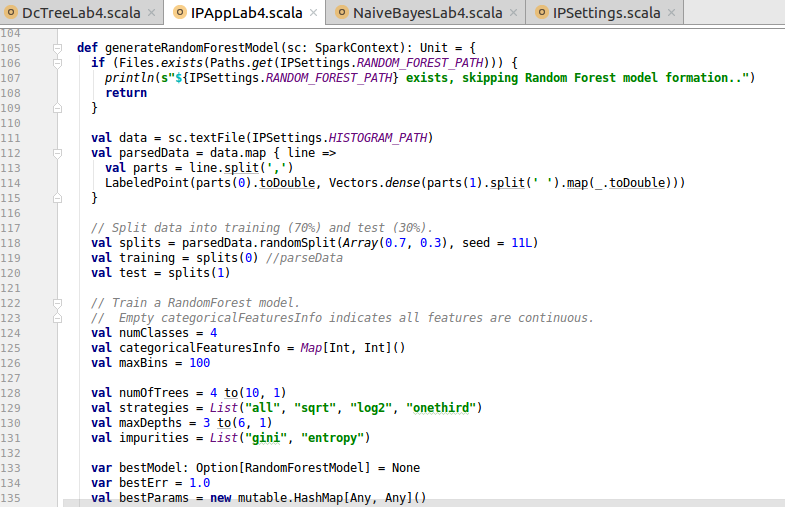 DcTreeLab4.scala × IPAppLab4.scala × NaiveBayesLab4.scala × IPSettings.scala ×
104
105 def generateRandomForestModel(sc: SparkContext): Unit = {
106 if (Files.exists(Paths.get(IPSettings.RANDOM_FOREST_PATH))) {
107 println(s"${IPSettings.RANDOM_FOREST_PATH} exists, skipping Random Forest model formation..")
108 return
109 }
110
111 val data = sc.textFile(IPSettings.HISTOGRAM_PATH)
112 val parsedData = data.map { line =>
113 val parts = line.split(',')
114 LabeledPoint(parts(0).toDouble, Vectors.dense(parts(1).split(' ').map(_.toDouble)))
115 }
116
117 // Split data into training (70%) and test (30%).
118 val splits = parsedData.randomSplit(Array(0.7, 0.3), seed = 11L)
119 val training = splits(0) //parseData
120 val test = splits(1)
121
122 // Train a RandomForest model.
123 //  Empty categoricalFeaturesInfo indicates all features are continuous.
124 val numClasses = 4
125 val categoricalFeaturesInfo = Map[Int, Int]()
126 val maxBins = 100
127
128 val numOfTrees = 4 to(10, 1)
129 val strategies = List("all", "sqrt", "log2", "onethird")
130 val maxDepths = 3 to(6, 1)
131 val impurities = List("gini", "entropy")
132
133 var bestModel: Option[RandomForestModel] = None
134 var bestErr = 1.0
135 val bestParams = new mutable.HashMap[Any, Any]()